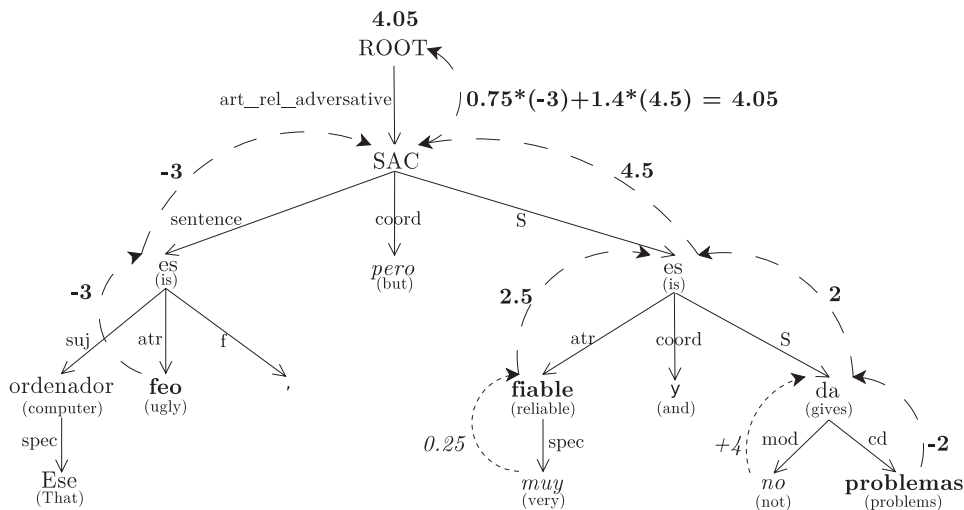 4.05
ROOT
art_rel_adversative
0.75*(-3)+1.4*(4.5) = 4.05
SAC
-3
4.5
sentence
coord
S
es
(is)
pero
(but)
es
(is)
-3
2.5
2
suj
atr
f
atr
coord
S
ordenador
(computer)
feo
(ugly)
,
fiable
(reliable)
y
(and)
da
(gives)
spec
0.25
spec
+4
mod
cd
-2
Ese
(That)
muy
(very)
no
(not)
problemas
(problems)